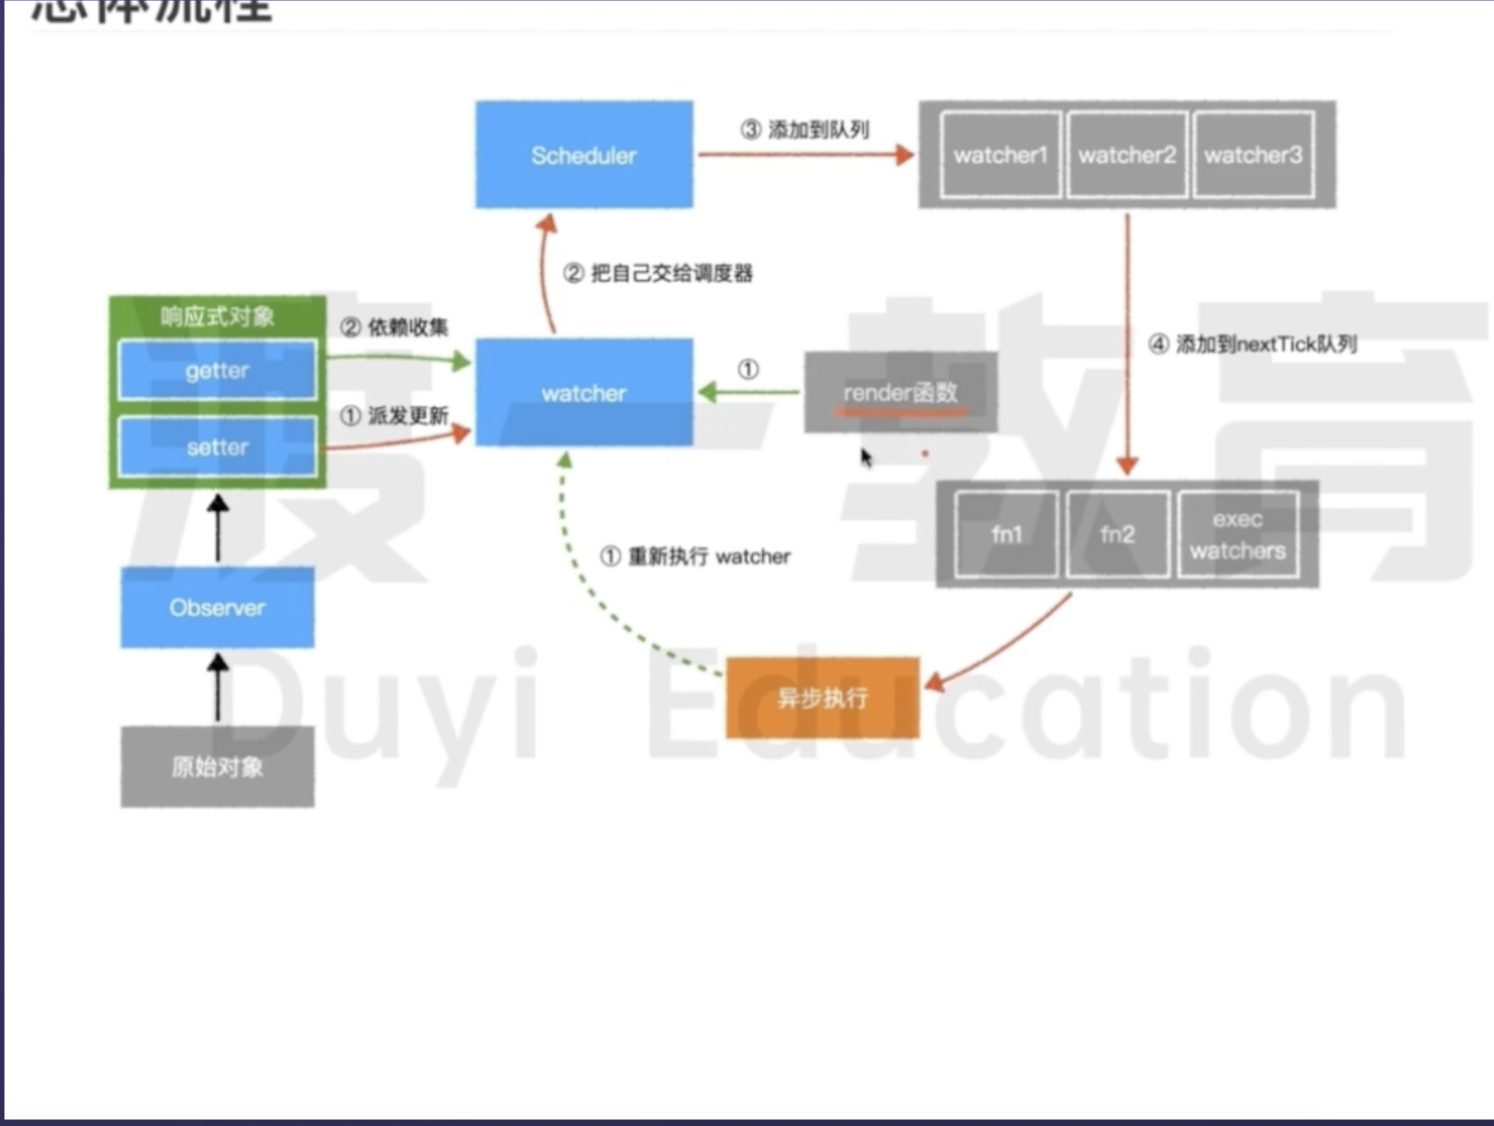 总体流程
Scheduler
③ 添加到队列
watcher1
watcher2
watcher3
② 把自己交给调度器
响应式对象
getter
setter
② 依赖收集
① 派发更新
watcher
①
render函数
④ 添加到nextTick队列
fn1
fn2
exec
watchers
① 重新执行 watcher
异步执行
Observer
原始对象
渡一教育
Duyi Education